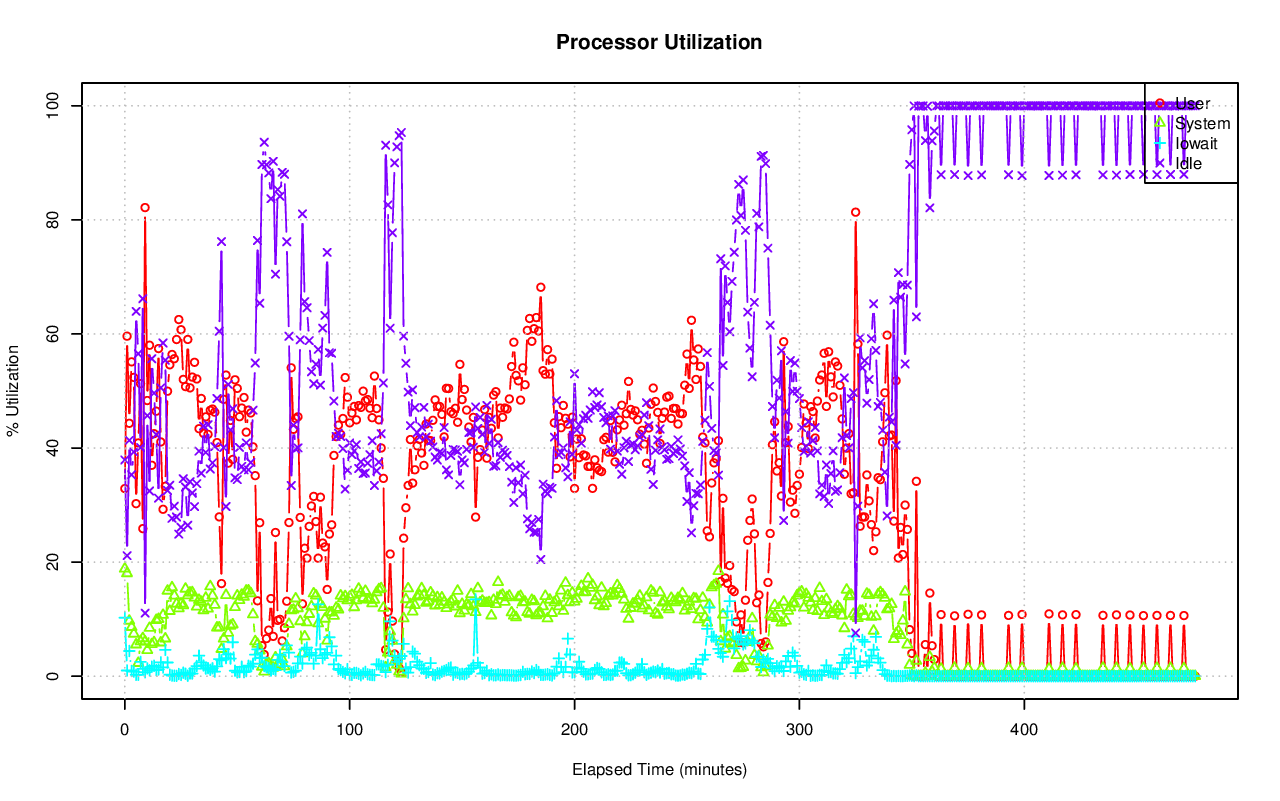 Processor Utilization
100
80
60
40
20
0
% Utilization
User
System
Iowait
Idle
0 100 200 300 400
Elapsed Time (minutes)